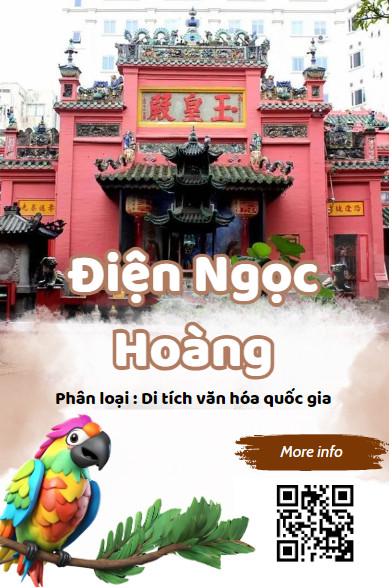 殿皇玉
Điện Ngọc
Hoàng
Phân loại : Di tích văn hóa quốc gia
More info